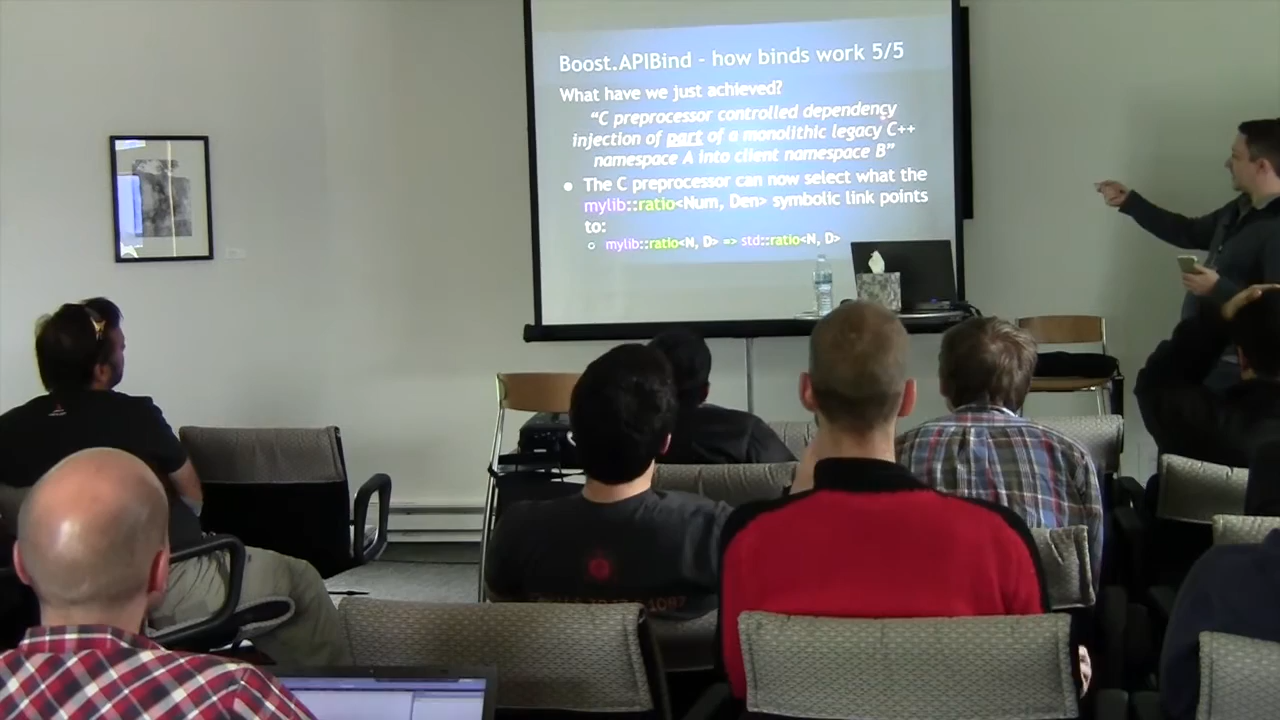 Boost.APIBind - how binds work 5/5
What have we just achieved?
“C preprocessor controlled dependency
injection of part of a monolithic legacy C++
namespace A into client namespace B”
● The C preprocessor can now select what the
mylib::ratio<Num, Den> symbolic link points
to:
○ mylib::ratio<N, D> => std::ratio<N, D>